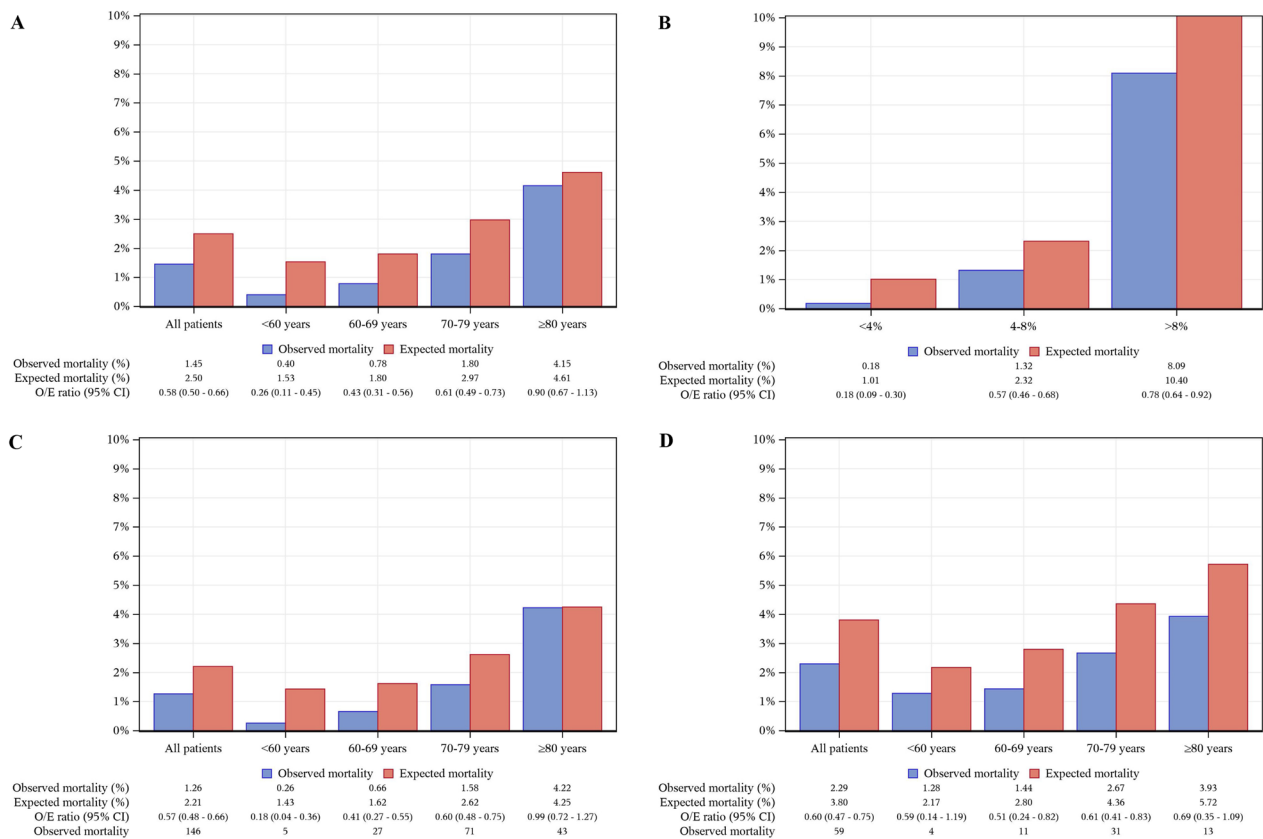 A
10%
9%
8%
7%
6%
5%
4%
3%
2%
1%
0%
All patients <60 years 60-69 years 70-79 years ≥80 years
Observed mortality Expected mortality
Observed mortality (%) 1.45 0.40 0.78 1.80 4.15
Expected mortality (%) 2.50 1.53 1.80 2.97 4.61
O/E ratio (95% CI) 0.58 (0.50 - 0.66) 0.26 (0.11 - 0.45) 0.43 (0.31 - 0.56) 0.61 (0.49 - 0.73) 0.90 (0.67 - 1.13)
B
10%
9%
8%
7%
6%
5%
4%
3%
2%
1%
0%
<4% 4-8% >8%
Observed mortality Expected mortality
Observed mortality (%) 0.18 1.32 8.09
Expected mortality (%) 1.01 2.32 10.40
O/E ratio (95% CI) 0.18 (0.09 - 0.30) 0.57 (0.46 - 0.68) 0.78 (0.64 - 0.92)
C
10%
9%
8%
7%
6%
5%
4%
3%
2%
1%
0%
All patients <60 years 60-69 years 70-79 years ≥80 years
Observed mortality Expected mortality
Observed mortality (%) 1.26 0.26 0.66 1.58 4.22
Expected mortality (%) 2.21 1.43 1.62 2.62 4.25
O/E ratio (95% CI) 0.57 (0.48 - 0.66) 0.18 (0.04 - 0.36) 0.41 (0.27 - 0.55) 0.60 (0.48 - 0.75) 0.99 (0.72 - 1.27)
Observed mortality 146 5 27 71 43
D
10%
9%
8%
7%
6%
5%
4%
3%
2%
1%
0%
All patients <60 years 60-69 years 70-79 years ≥80 years
Observed mortality Expected mortality
Observed mortality (%) 2.29 1.28 1.44 2.67 3.93
Expected mortality (%) 3.80 2.17 2.80 4.36 5.72
O/E ratio (95% CI) 0.60 (0.47 - 0.75) 0.59 (0.14 - 1.19) 0.51 (0.24 - 0.82) 0.61 (0.41 - 0.83) 0.69 (0.35 - 1.09)
Observed mortality 59 4 11 31 13